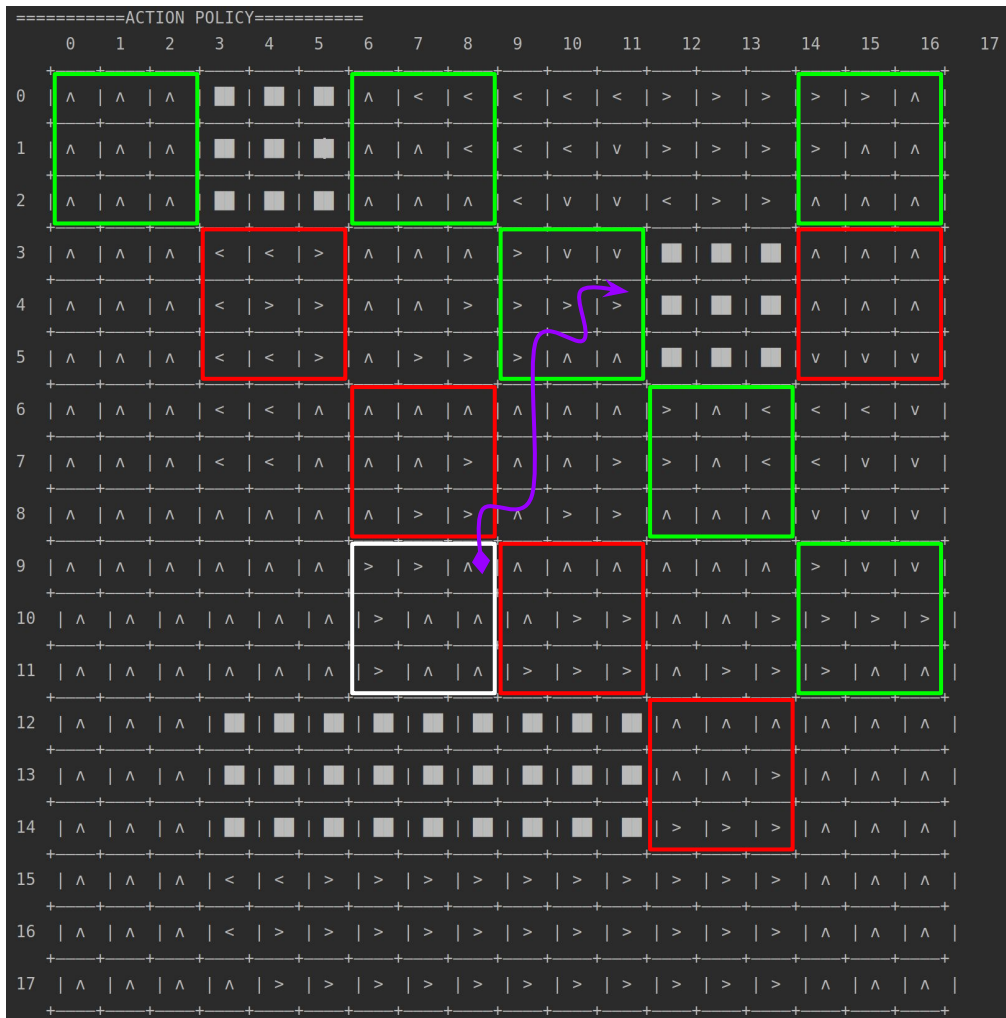 ===========ACTION POLICY===========
0 1 2 3 4 5 6 7 8 9 10 11 12 13 14 15 16 17
0 | ʌ | ʌ | ʌ | ██ | ██ | ██ | ʌ | < | < | < | < | < | > | > | > | > | > | ʌ |
1 | ʌ | ʌ | ʌ | ██ | ██ | ██ | ʌ | ʌ | < | < | < | v | > | > | > | > | ʌ | ʌ |
2 | ʌ | ʌ | ʌ | ██ | ██ | ██ | ʌ | ʌ | ʌ | < | v | v | < | > | > | ʌ | ʌ | ʌ |
3 | ʌ | ʌ | ʌ | < | < | > | ʌ | ʌ | ʌ | > | v | v | ██ | ██ | ██ | ʌ | ʌ | ʌ |
4 | ʌ | ʌ | ʌ | < | > | > | ʌ | ʌ | > | > | > | > | ██ | ██ | ██ | ʌ | ʌ | ʌ |
5 | ʌ | ʌ | ʌ | < | < | > | ʌ | > | > | > | ʌ | ʌ | ██ | ██ | ██ | v | v | v |
6 | ʌ | ʌ | ʌ | < | < | ʌ | ʌ | ʌ | ʌ | ʌ | ʌ | ʌ | > | ʌ | < | < | < | v |
7 | ʌ | ʌ | ʌ | < | < | ʌ | ʌ | ʌ | > | ʌ | ʌ | > | > | ʌ | < | < | v | v |
8 | ʌ | ʌ | ʌ | ʌ | ʌ | ʌ | ʌ | > | > | ʌ | > | > | ʌ | ʌ | ʌ | v | v | v |
9 | ʌ | ʌ | ʌ | ʌ | ʌ | ʌ | > | > | ʌ | ʌ | ʌ | ʌ | ʌ | ʌ | ʌ | > | v | v |
10 | ʌ | ʌ | ʌ | ʌ | ʌ | ʌ | > | ʌ | ʌ | ʌ | > | > | ʌ | ʌ | > | > | > | > |
11 | ʌ | ʌ | ʌ | ʌ | ʌ | ʌ | > | ʌ | ʌ | > | > | > | ʌ | > | > | > | ʌ | ʌ |
12 | ʌ | ʌ | ʌ | ██ | ██ | ██ | ██ | ██ | ██ | ██ | ██ | ██ | ʌ | ʌ | ʌ | ʌ | ʌ | ʌ |
13 | ʌ | ʌ | ʌ | ██ | ██ | ██ | ██ | ██ | ██ | ██ | ██ | ██ | ʌ | ʌ | > | ʌ | ʌ | ʌ |
14 | ʌ | ʌ | ʌ | ██ | ██ | ██ | ██ | ██ | ██ | ██ | ██ | ██ | > | > | > | ʌ | ʌ | ʌ |
15 | ʌ | ʌ | ʌ | < | < | > | > | > | > | > | > | > | > | > | > | ʌ | ʌ | ʌ |
16 | ʌ | ʌ | ʌ | < | > | > | > | > | > | > | > | > | > | > | > | ʌ | ʌ | ʌ |
17 | ʌ | ʌ | ʌ | ʌ | > | > | > | > | > | > | > | > | > | > | > | ʌ | ʌ | ʌ |